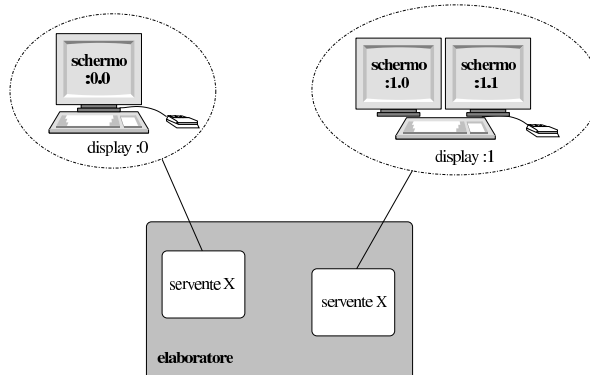 schermo
:0.0
display :0
schermo
:1.0
schermo
:1.1
display :1
servente X
servente X
elaboratore